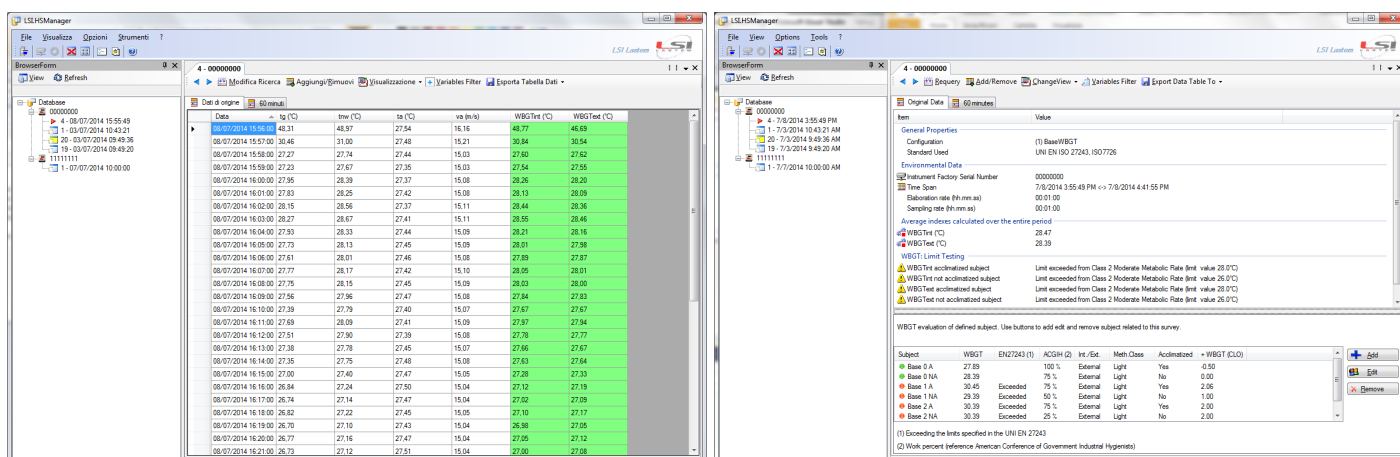 LSI.HSManager
File Visualizza Opzioni Strumenti ?
LSI Lastem LSI LASTEM
BrowserForm
View Refresh
Database
00000000
4 - 08/07/2014 15:55:49
1 - 03/07/2014 10:43:21
20 - 03/07/2014 09:49:36
19 - 03/07/2014 09:49:20
11111111
1 - 07/07/2014 10:00:00
4 - 00000000
Modifica Ricerca Aggiungi/Rimuovi Visualizzazione Variables Filter Esporta Tabella Dati
Dati di origine 60 minuti
Data tg (°C) tnw (°C) ta (°C) va (m/s) WBGTint (°C) WBGText (°C)
08/07/2014 15:56:00 48,31 48,97 27,54 16,16 48,77 46,69
08/07/2014 15:57:00 30,46 31,00 27,48 15,21 30,84 30,54
08/07/2014 15:58:00 27,27 27,74 27,44 15,03 27,60 27,62
08/07/2014 15:59:00 27,23 27,67 27,35 15,03 27,54 27,55
08/07/2014 16:00:00 27,95 28,39 27,37 15,08 28,26 28,20
08/07/2014 16:01:00 27,83 28,25 27,42 15,08 28,13 28,09
08/07/2014 16:02:00 28,15 28,56 27,37 15,11 28,44 28,36
08/07/2014 16:03:00 28,27 28,67 27,41 15,11 28,55 28,46
08/07/2014 16:04:00 27,93 28,33 27,44 15,09 28,21 28,16
08/07/2014 16:05:00 27,73 28,13 27,45 15,09 28,01 27,98
08/07/2014 16:06:00 27,61 28,01 27,46 15,08 27,89 27,87
08/07/2014 16:07:00 27,77 28,17 27,42 15,10 28,05 28,01
08/07/2014 16:08:00 27,75 28,15 27,45 15,09 28,03 28,00
08/07/2014 16:09:00 27,56 27,96 27,47 15,08 27,84 27,83
08/07/2014 16:10:00 27,39 27,79 27,40 15,07 27,67 27,67
08/07/2014 16:11:00 27,69 28,09 27,41 15,09 27,97 27,94
08/07/2014 16:12:00 27,51 27,90 27,39 15,08 27,78 27,77
08/07/2014 16:13:00 27,38 27,78 27,45 15,07 27,66 27,67
08/07/2014 16:14:00 27,35 27,75 27,48 15,08 27,63 27,64
08/07/2014 16:15:00 27,00 27,40 27,47 15,05 27,28 27,33
08/07/2014 16:16:00 26,84 27,24 27,50 15,04 27,12 27,19
08/07/2014 16:17:00 26,74 27,14 27,47 15,04 27,02 27,09
08/07/2014 16:18:00 26,82 27,22 27,45 15,05 27,10 27,17
08/07/2014 16:19:00 26,70 27,10 27,43 15,04 26,98 27,05
08/07/2014 16:20:00 26,77 27,16 27,47 15,04 27,05 27,12
08/07/2014 16:21:00 26,73 27,12 27,51 15,04 27,00 27,08
LSI.HSManager
File View Options Tools ?
LSI Lastem LSI LASTEM
BrowserForm
View Refresh
Database
00000000
4 - 7/8/2014 3:55:49 PM
1 - 7/3/2014 10:43:21 AM
20 - 7/3/2014 9:49:36 AM
19 - 7/3/2014 9:49:20 AM
11111111
1 - 7/7/2014 10:00:00 AM
4 - 00000000
Requery Add/Remove ChangeView Variables Filter Export Data Table To
Original Data 60 minutes
Item Value
General Properties
Configuration (1) BaseWBGT
Standard Used UNI EN ISO 27243, ISO7726
Environmental Data
Instrument Factory Serial Number 00000000
Time Span 7/8/2014 3:55:49 PM <-> 7/8/2014 4:41:55 PM
Elaboration rate (hh.mm.ss) 00:01:00
Sampling rate (hh.mm.ss) 00:01:00
Average indexes calculated over the entire period
WBGTint (°C) 28.47
WBGText (°C) 28.39
WBGT: Limit Testing
WBGTint acclimatized subject Limit exceeded from Class 2 Moderate Metabolic Rate (limit value 28.0°C)
WBGTint not acclimatized subject Limit exceeded from Class 2 Moderate Metabolic Rate (limit value 26.0°C)
WBGText acclimatized subject Limit exceeded from Class 2 Moderate Metabolic Rate (limit value 28.0°C)
WBGText not acclimatized subject Limit exceeded from Class 2 Moderate Metabolic Rate (limit value 26.0°C)
WBGT evaluation of defined subject. Use buttons to add edit and remove subject related to this survey.
Subject WBGT EN27243 (1) ACGIH (2) Int./Ext. Meth.Class Acclimatized + WBGT (CLO)
Base 0 A 27.89 100 % External Light Yes -0.50
Base 0 NA 28.39 75 % External Light No 0.00
Base 1 A 30.45 Exceeded 75 % External Light Yes 2.06
Base 1 NA 29.39 Exceeded 50 % External Light No 1.00
Base 2 A 30.39 Exceeded 75 % External Light Yes 2.00
Base 2 NA 30.39 Exceeded 25 % External Light No 2.00
Add
Edit
Remove
(1) Exceeding the limits specified in the UNI EN 27243
(2) Work percent (reference American Conference of Government Industrial Hygienists)